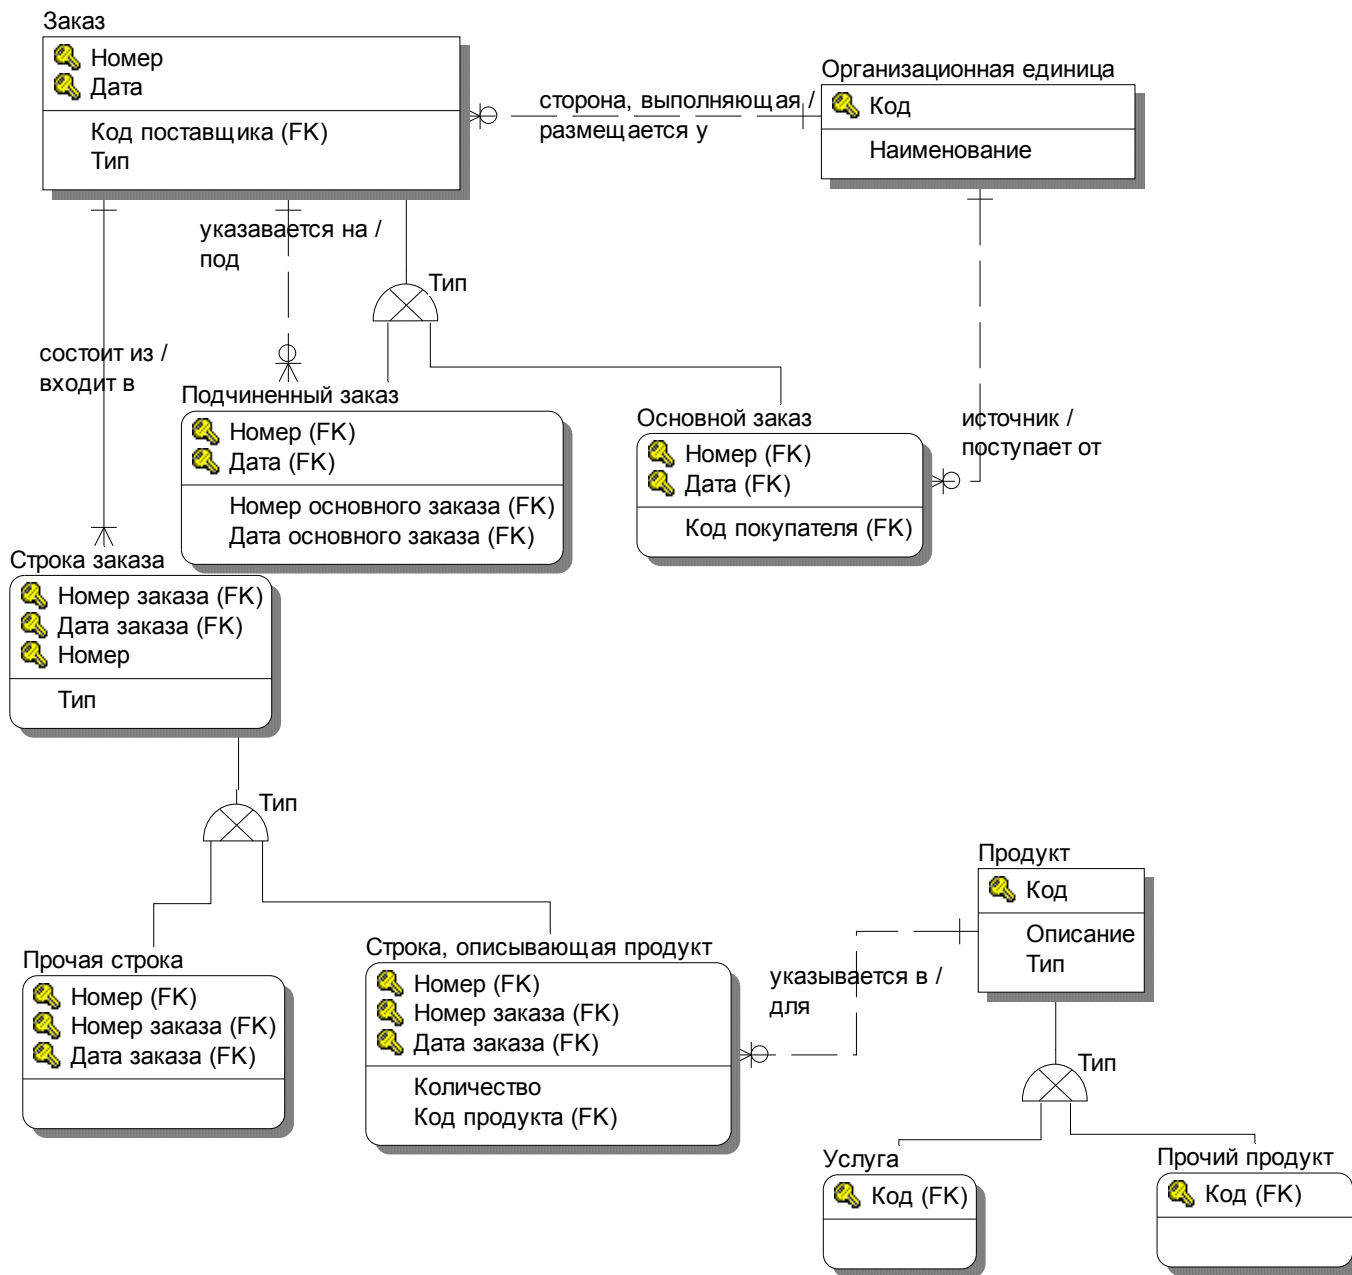 Заказ
Номер
Дата
Код поставщика (FK)
Тип
сторона, выполняющая /
размещается у
Организационная единица
Код
Наименование
указавается на /
под
Тип
состоит из /
входит в
Подчиненный заказ
Номер (FK)
Дата (FK)
Номер основного заказа (FK)
Дата основного заказа (FK)
Основной заказ
Номер (FK)
Дата (FK)
Код покупателя (FK)
источник /
поступает от
Строка заказа
Номер заказа (FK)
Дата заказа (FK)
Номер
Тип
Тип
Прочая строка
Номер (FK)
Номер заказа (FK)
Дата заказа (FK)
Строка, описывающая продукт
Номер (FK)
Номер заказа (FK)
Дата заказа (FK)
Количество
Код продукта (FK)
указывается в /
для
Продукт
Код
Описание
Тип
Тип
Услуга
Код (FK)
Прочий продукт
Код (FK)